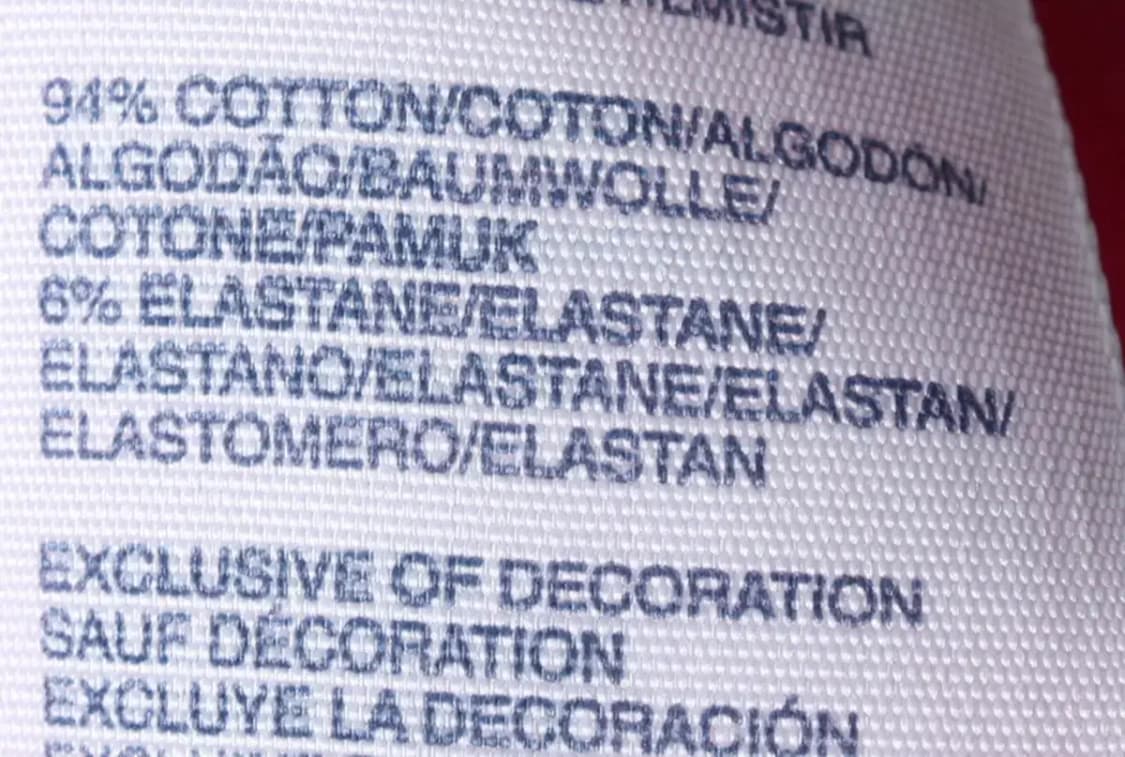 94% COTTON/COTON/ALGODÓN/
ALGODÃO/BAUMWOLLE/
COTONE/PAMUK
6% ELASTANE/ELASTANE/
ELASTANO/ELASTANE/ELASTAN/
ELASTOMERO/ELASTAN
EXCLUSIVE OF DECORATION
SAUF DÉCORATION
EXCLUYE LA DECORACIÓN